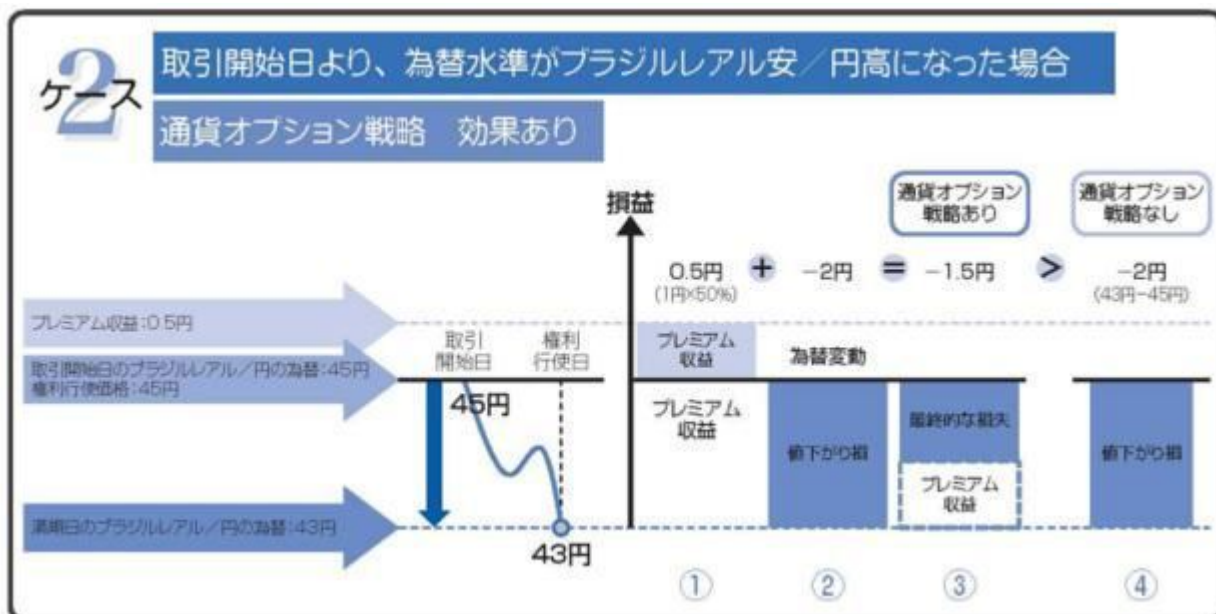 ケース2
取引開始日より、為替水準がブラジルレアル安／円高になった場合
通貨オプション戦略　効果あり
損益
通貨オプション
戦略あり
通貨オプション
戦略なし
0.5円 + −2円 = −1.5円 > −2円
(1円×50%)
(43円−45円)
プレミアム収益:0.5円
取引開始日のブラジルレアル／円の為替:45円
権利行使価格:45円
満期日のブラジルレアル／円の為替:43円
取引
開始日
権利
行使日
45円
43円
プレミアム
収益
為替変動
プレミアム
収益
値下がり損
最終的な損失
プレミアム
収益
値下がり損
① ② ③ ④